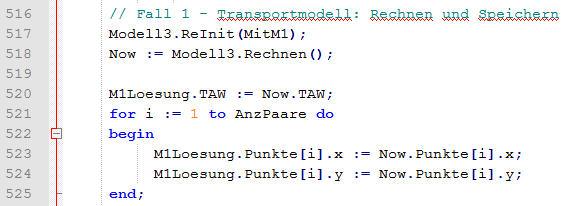 516 // Fall 1 - Transportmodell: Rechnen und Speichern
517 Modell3.ReInit(MitM1);
518 Now := Modell3.Rechnen();
519
520 M1Loesung.TAW := Now.TAW;
521 for i := 1 to AnzPaare do
522 begin
523 M1Loesung.Punkte[i].x := Now.Punkte[i].x;
524 M1Loesung.Punkte[i].y := Now.Punkte[i].y;
525 end;